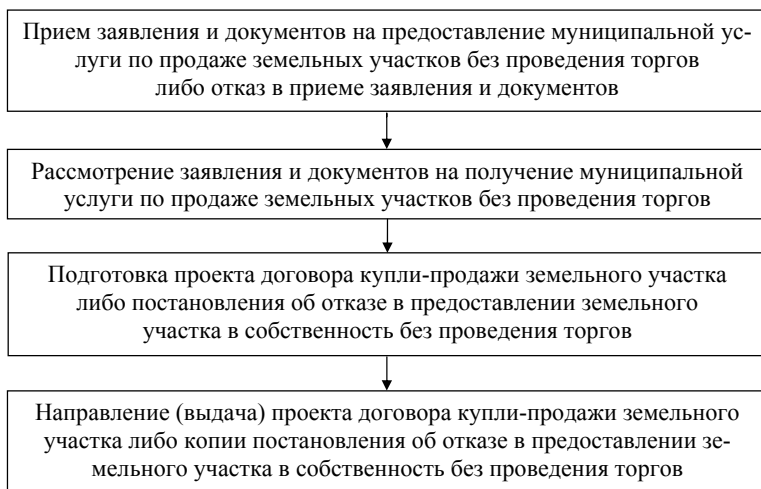 Прием заявления и документов на предоставление муниципальной ус-
луги по продаже земельных участков без проведения торгов
либо отказ в приеме заявления и документов
Рассмотрение заявления и документов на получение муниципальной
услуги по продаже земельных участков без проведения торгов
Подготовка проекта договора купли-продажи земельного участка
либо постановления об отказе в предоставлении земельного
участка в собственность без проведения торгов
Направление (выдача) проекта договора купли-продажи земельного
участка либо копии постановления об отказе в предоставлении зе-
мельного участка в собственность без проведения торгов